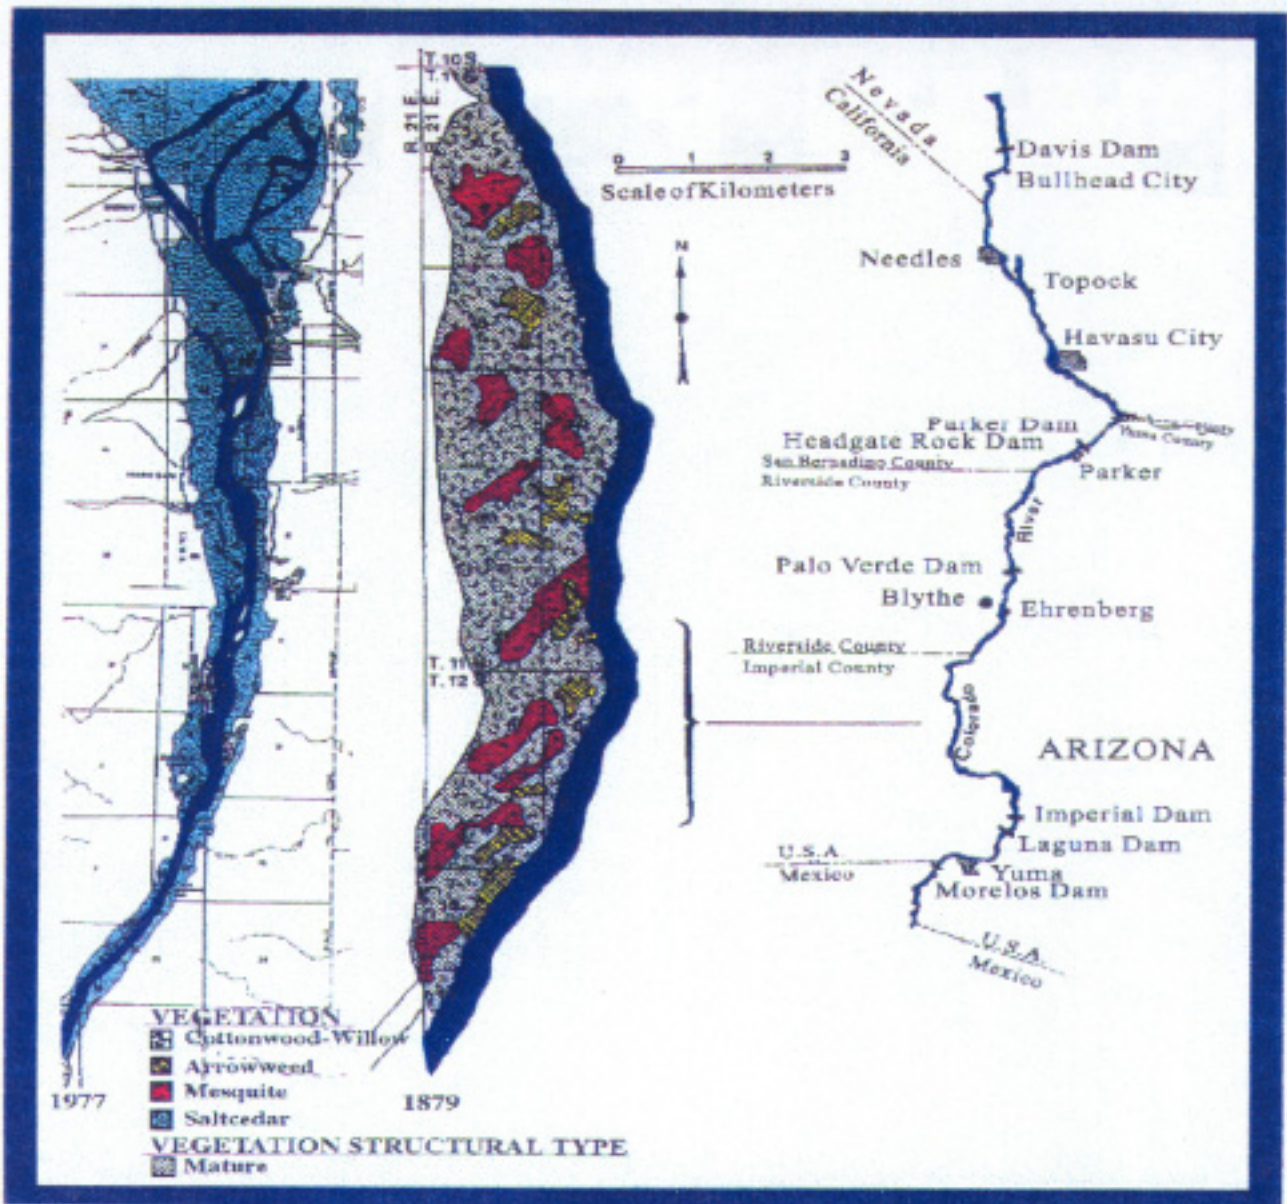 T. 10 S.
T. 11 S.
R. 21 E.
R. 21 E.
Nevada
California
0 1 2 3
Scale of Kilometers
N
Davis Dam
Bullhead City
Needles
Topock
Havasu City
Parker Dam
Headgate Rock Dam
Yuma County
San Bernadino County
Riverside County
Parker
River
Palo Verde Dam
Blythe
Ehrenberg
Riverside County
Imperial County
T. 11
T. 12
Colorado
ARIZONA
Imperial Dam
Laguna Dam
U.S.A.
Mexico
Yuma
Morelos Dam
U.S.A.
Mexico
VEGETATION
Cottonwood-Willow
Arrowweed
Mesquite
Saltcedar
1977
1879
VEGETATION STRUCTURAL TYPE
Mature